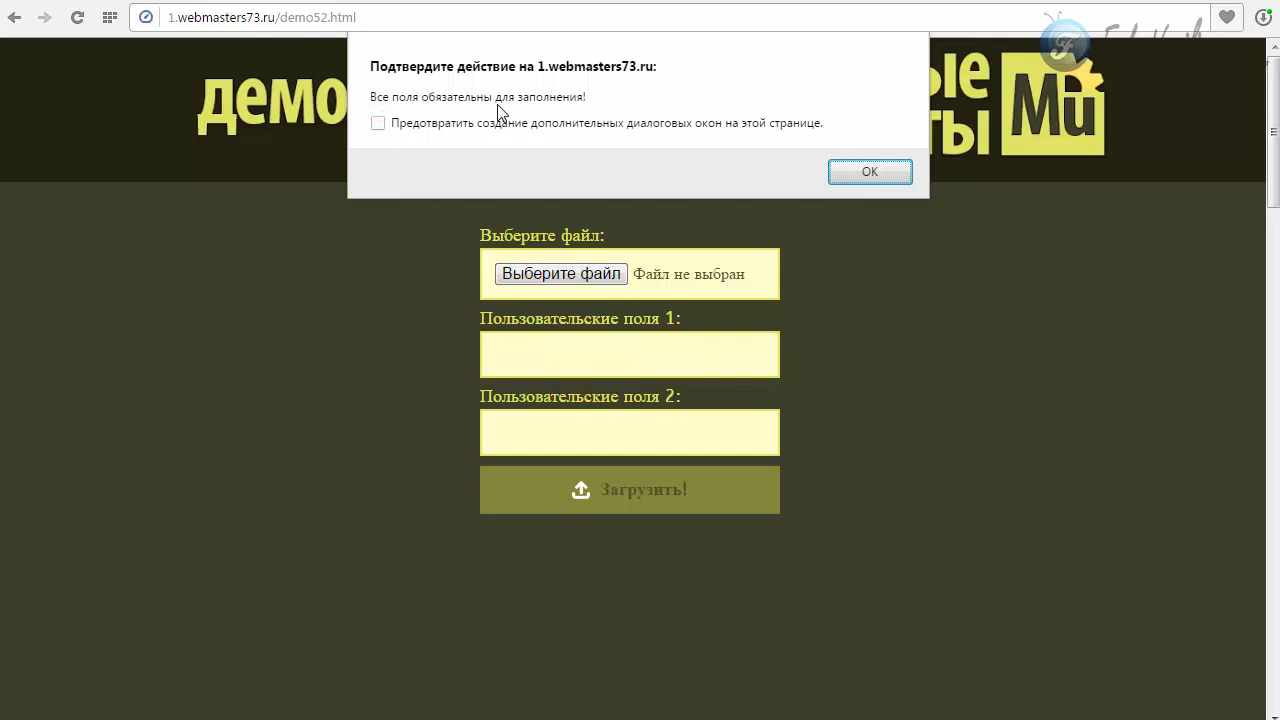 1.webmasters73.ru/demo52.html
Подтвердите действие на 1.webmasters73.ru:
Все поля обязательны для заполнения!
Предотвратить создание дополнительных диалоговых окон на этой странице.
OK
демо
ые
ты
Ми
Выберите файл:
Выберите файл Файл не выбран
Пользовательские поля 1:
Пользовательские поля 2:
Загрузить!